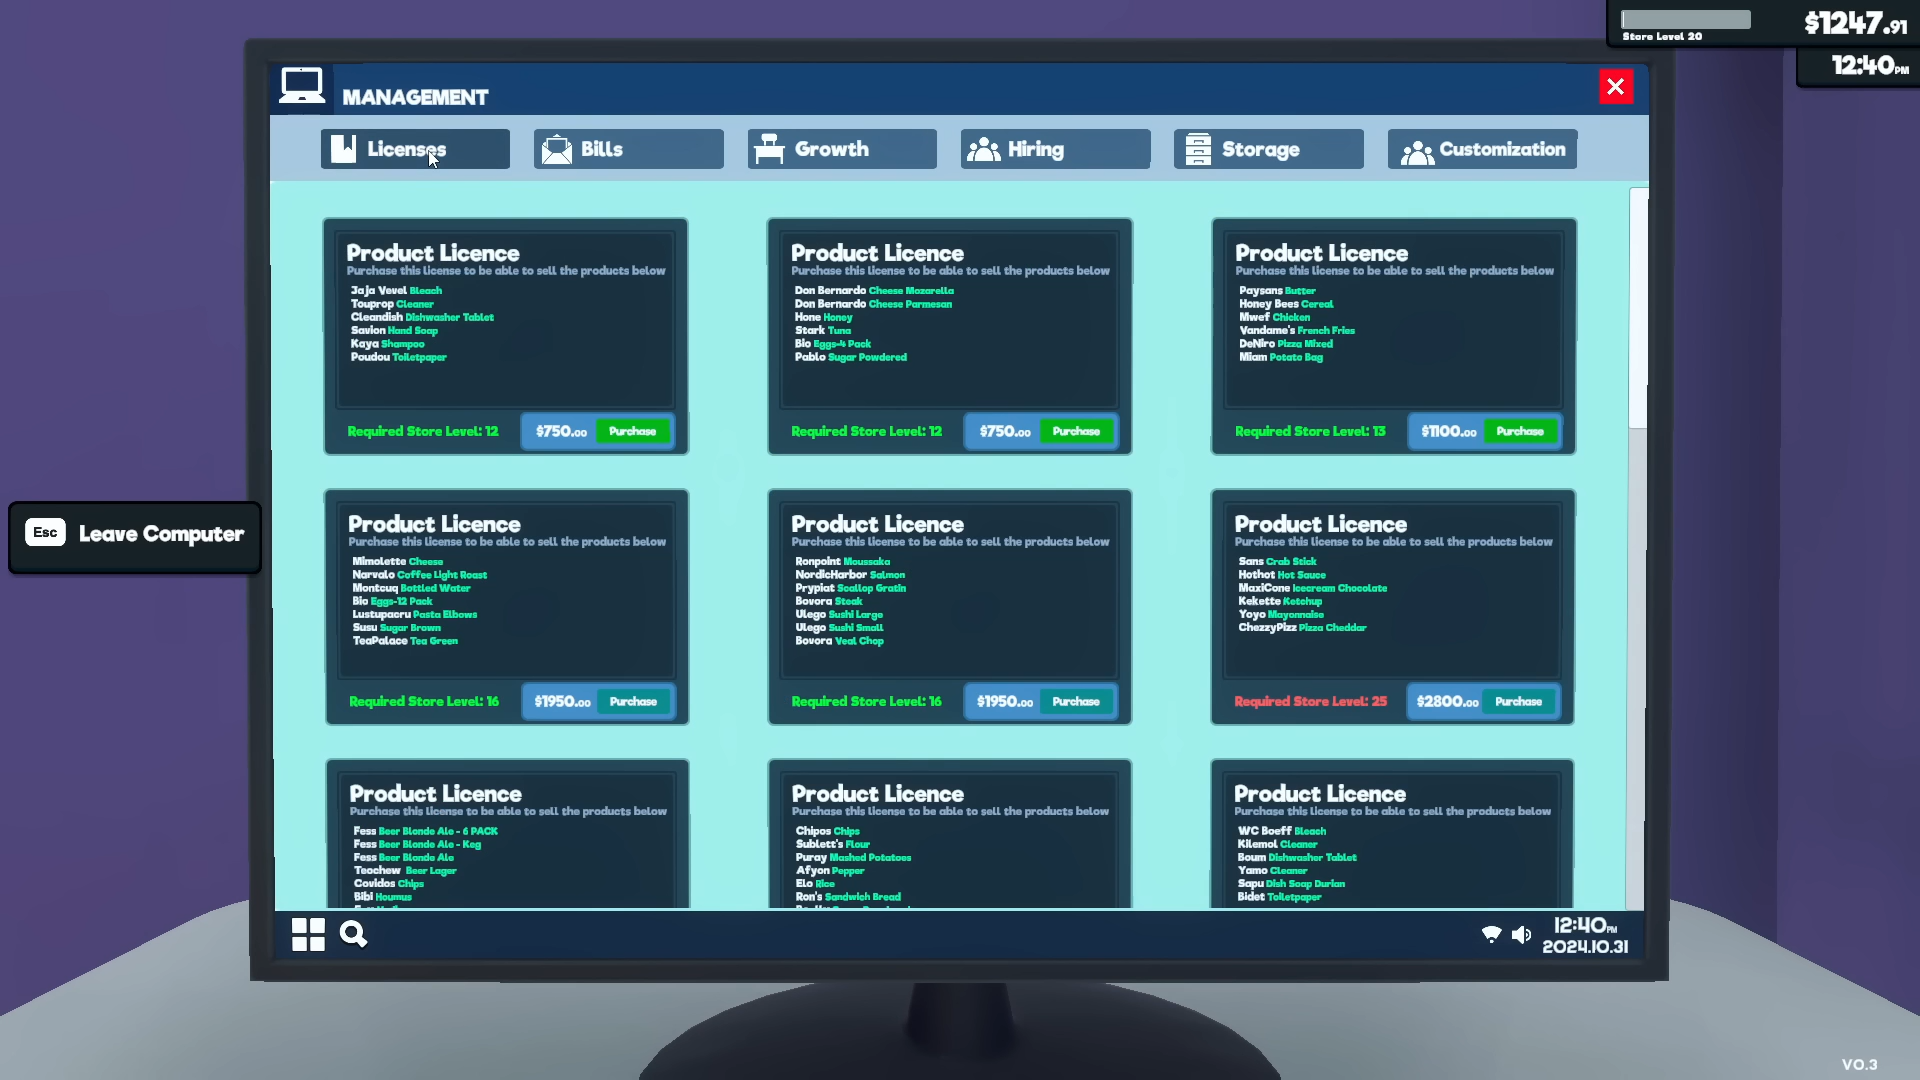 $1247.91
Store Level 20
12:40PM
MANAGEMENT
Licenses
Bills
Growth
Hiring
Storage
Customization
Product Licence
Purchase this license to be able to sell the products below
Jaja Vevel Bleach
Touprop Cleaner
Cleandish Dishwasher Tablet
Savion Hand Soap
Kaya Shampoo
Poudou Toiletpaper
Required Store Level: 12
$750.00
Purchase
Product Licence
Purchase this license to be able to sell the products below
Don Bernardo Cheese Mozarella
Don Bernardo Cheese Parmesan
Hone Honey
Stark Tuna
Bio Eggs-4 Pack
Pablo Sugar Powdered
Required Store Level: 12
$750.00
Purchase
Product Licence
Purchase this license to be able to sell the products below
Paysans Butter
Honey Bees Cereal
Mwef Chicken
Vandame's French Fries
DeNiro Pizza Mixed
Miam Potato Bag
Required Store Level: 13
$1100.00
Purchase
Esc
Leave Computer
Product Licence
Purchase this license to be able to sell the products below
Mimolette Cheese
Narvalo Coffee Light Roast
Montcuq Bottled Water
Bio Eggs-12 Pack
Lustupacru Pasta Elbows
Susu Sugar Brown
TeaPalace Tea Green
Required Store Level: 16
$1950.00
Purchase
Product Licence
Purchase this license to be able to sell the products below
Ronpoint Moussaka
NordicHarbor Salmon
Prypiat Scallop Gratin
Bovora Steak
Ulego Sushi Large
Ulego Sushi Small
Bovora Veal Chop
Required Store Level: 16
$1950.00
Purchase
Product Licence
Purchase this license to be able to sell the products below
Sans Crab Stick
Hothot Hot Sauce
MaxiCone Icecream Chocolate
Kekette Ketchup
Yoyo Mayonnaise
ChezzyPizz Pizza Cheddar
Required Store Level: 25
$2800.00
Purchase
Product Licence
Purchase this license to be able to sell the products below
Fess Beer Blonde Ale - 6 PACK
Fess Beer Blonde Ale - Keg
Fess Beer Blonde Ale
Teochew Beer Lager
Covidos Chips
Bibi Houmus
Product Licence
Purchase this license to be able to sell the products below
Chipos Chips
Sublett's Flour
Puray Mashed Potatoes
Afyon Pepper
Elo Rice
Ron's Sandwich Bread
Product Licence
Purchase this license to be able to sell the products below
WC Boeff Bleach
Kilemol Cleaner
Boum Dishwasher Tablet
Yamo Cleaner
Sapu Dish Soap Durian
Bidet Toiletpaper
12:40PM
2024.10.31
V0.3